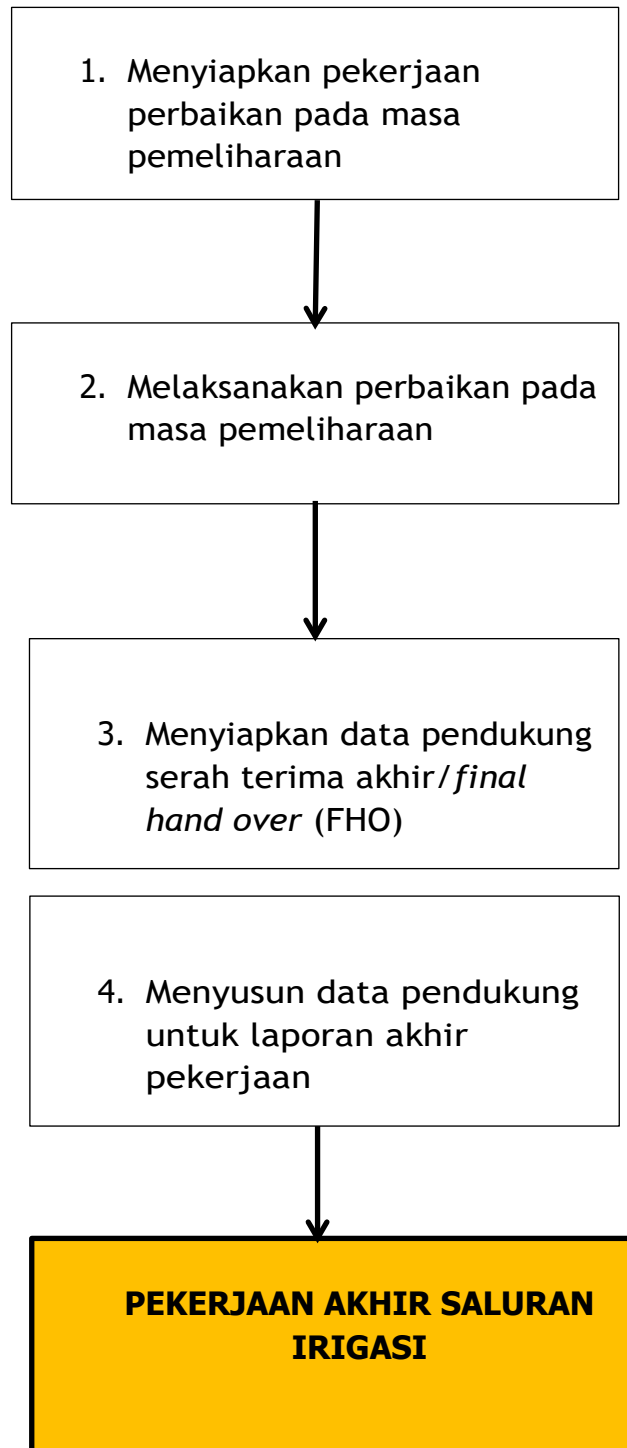 1. Menyiapkan pekerjaan
perbaikan pada masa
pemeliharaan
2. Melaksanakan perbaikan pada
masa pemeliharaan
3. Menyiapkan data pendukung
serah terima akhir/final
hand over (FHO)
4. Menyusun data pendukung
untuk laporan akhir
pekerjaan
PEKERJAAN AKHIR SALURAN
IRIGASI